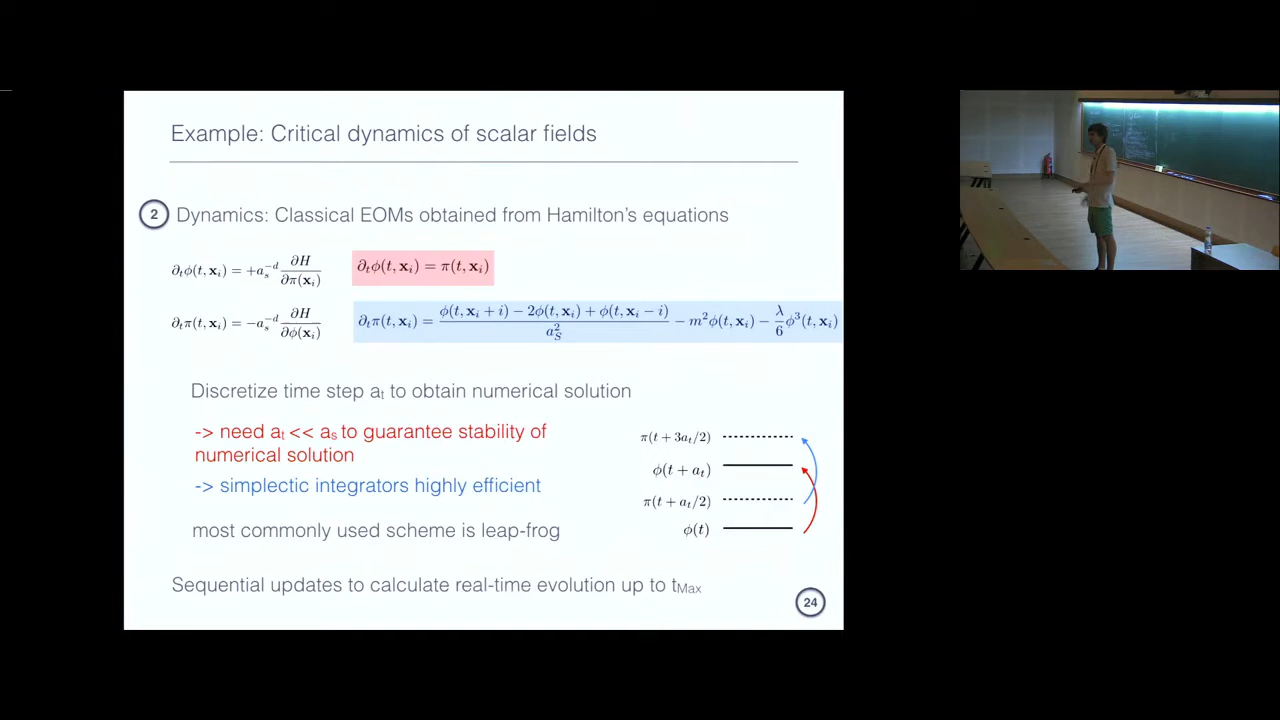 Example: Critical dynamics of scalar fields
2 Dynamics: Classical EOMs obtained from Hamilton's equations
∂ₜϕ(t, xᵢ) = +aₛ⁻ᵈ ∂H/∂π(xᵢ) ∂ₜϕ(t, xᵢ) = π(t, xᵢ)
∂ₜπ(t, xᵢ) = −aₛ⁻ᵈ ∂H/∂ϕ(xᵢ) ∂ₜπ(t, xᵢ) = (ϕ(t, xᵢ + i) − 2ϕ(t, xᵢ) + ϕ(t, xᵢ − i))/a_S² − m²ϕ(t, xᵢ) − λ/6 ϕ³(t, xᵢ)
Discretize time step aₜ to obtain numerical solution
-> need aₜ << aₛ to guarantee stability of
numerical solution
-> simplectic integrators highly efficient
most commonly used scheme is leap-frog
π(t + 3aₜ/2)
ϕ(t + aₜ)
π(t + aₜ/2)
ϕ(t)
Sequential updates to calculate real-time evolution up to t_Max
24